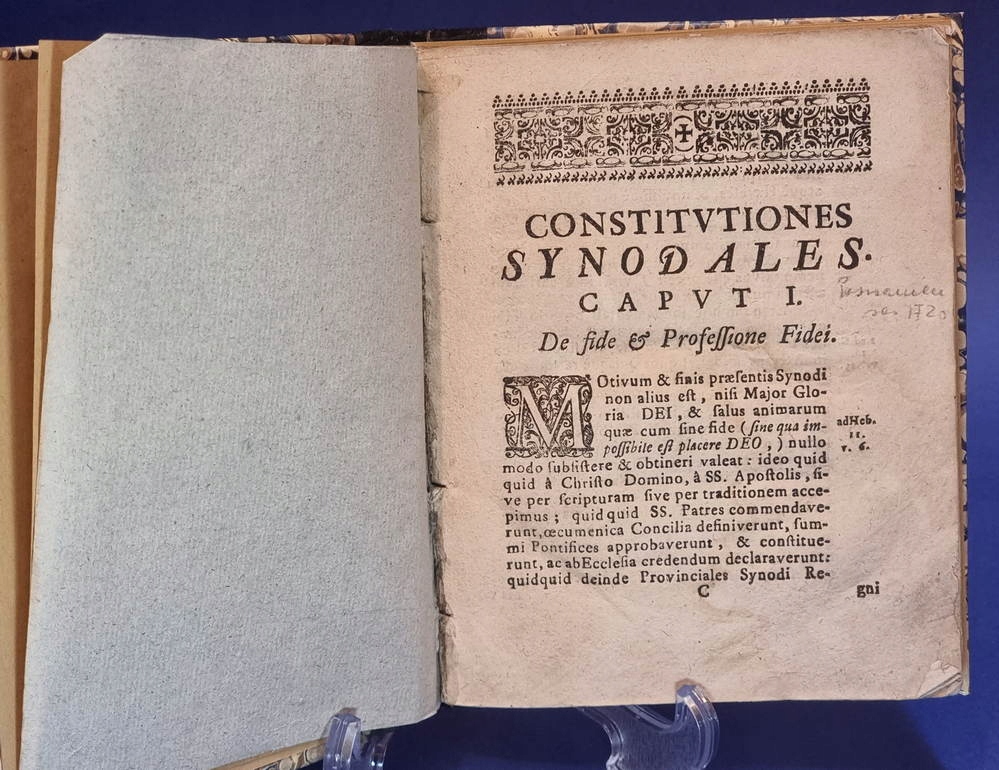 CONSTITVTIONES
SYNODALES.
CAPVT I.
De fide & Profeſſione Fidei.
MOtivum & finis præſentis Synodi
non alius eſt, niſi Major Glo-
ria DEI, & ſalus animarum
quæ cum ſine fide (ſine qua im-
poſſibile eſt placere DEO,) nullo
modo ſubſiſtere & obtineri valeat: ideo quid
quid â Chriſto Domino, à SS. Apoſtolis, ſi-
ve per ſcripturam ſive per traditionem acce-
pimus; quidquid SS. Patres commendave-
runt, œcumenica Concilia definiverunt, ſum-
mi Pontifices approbaverunt, & conſtitue-
runt, ac ab Eccleſia credendum declaraverunt:
quidquid deinde Provinciales Synodi Re-
C
gni
adHeb.
11.
v. 6.
1720